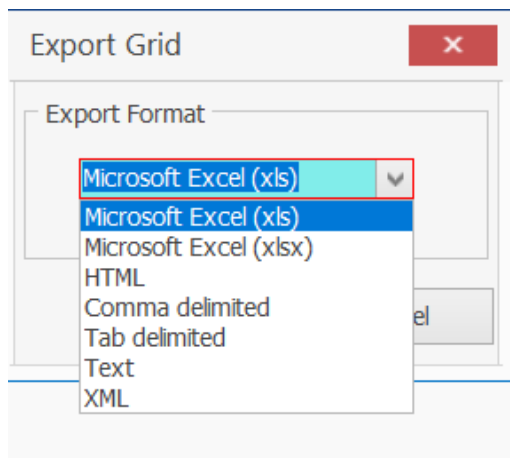 Export Grid
Export Format
Microsoft Excel (xls)
Microsoft Excel (xls)
Microsoft Excel (xlsx)
HTML
Comma delimited
Tab delimited
Text
XML
el